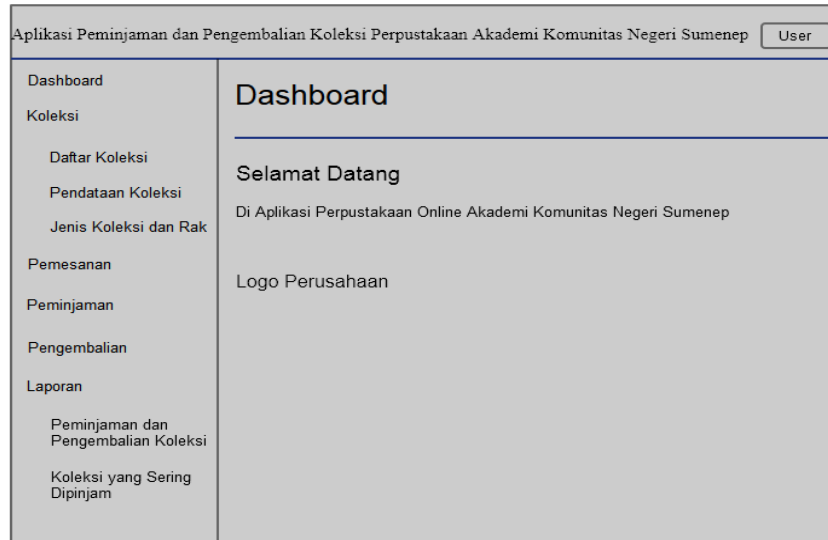 Aplikasi Peminjaman dan Pengembalian Koleksi Perpustakaan Akademi Komunitas Negeri Sumenep
User
Dashboard
Koleksi
Daftar Koleksi
Pendataan Koleksi
Jenis Koleksi dan Rak
Pemesanan
Peminjaman
Pengembalian
Laporan
Peminjaman dan
Pengembalian Koleksi
Koleksi yang Sering
Dipinjam
Dashboard
Selamat Datang
Di Aplikasi Perpustakaan Online Akademi Komunitas Negeri Sumenep
Logo Perusahaan